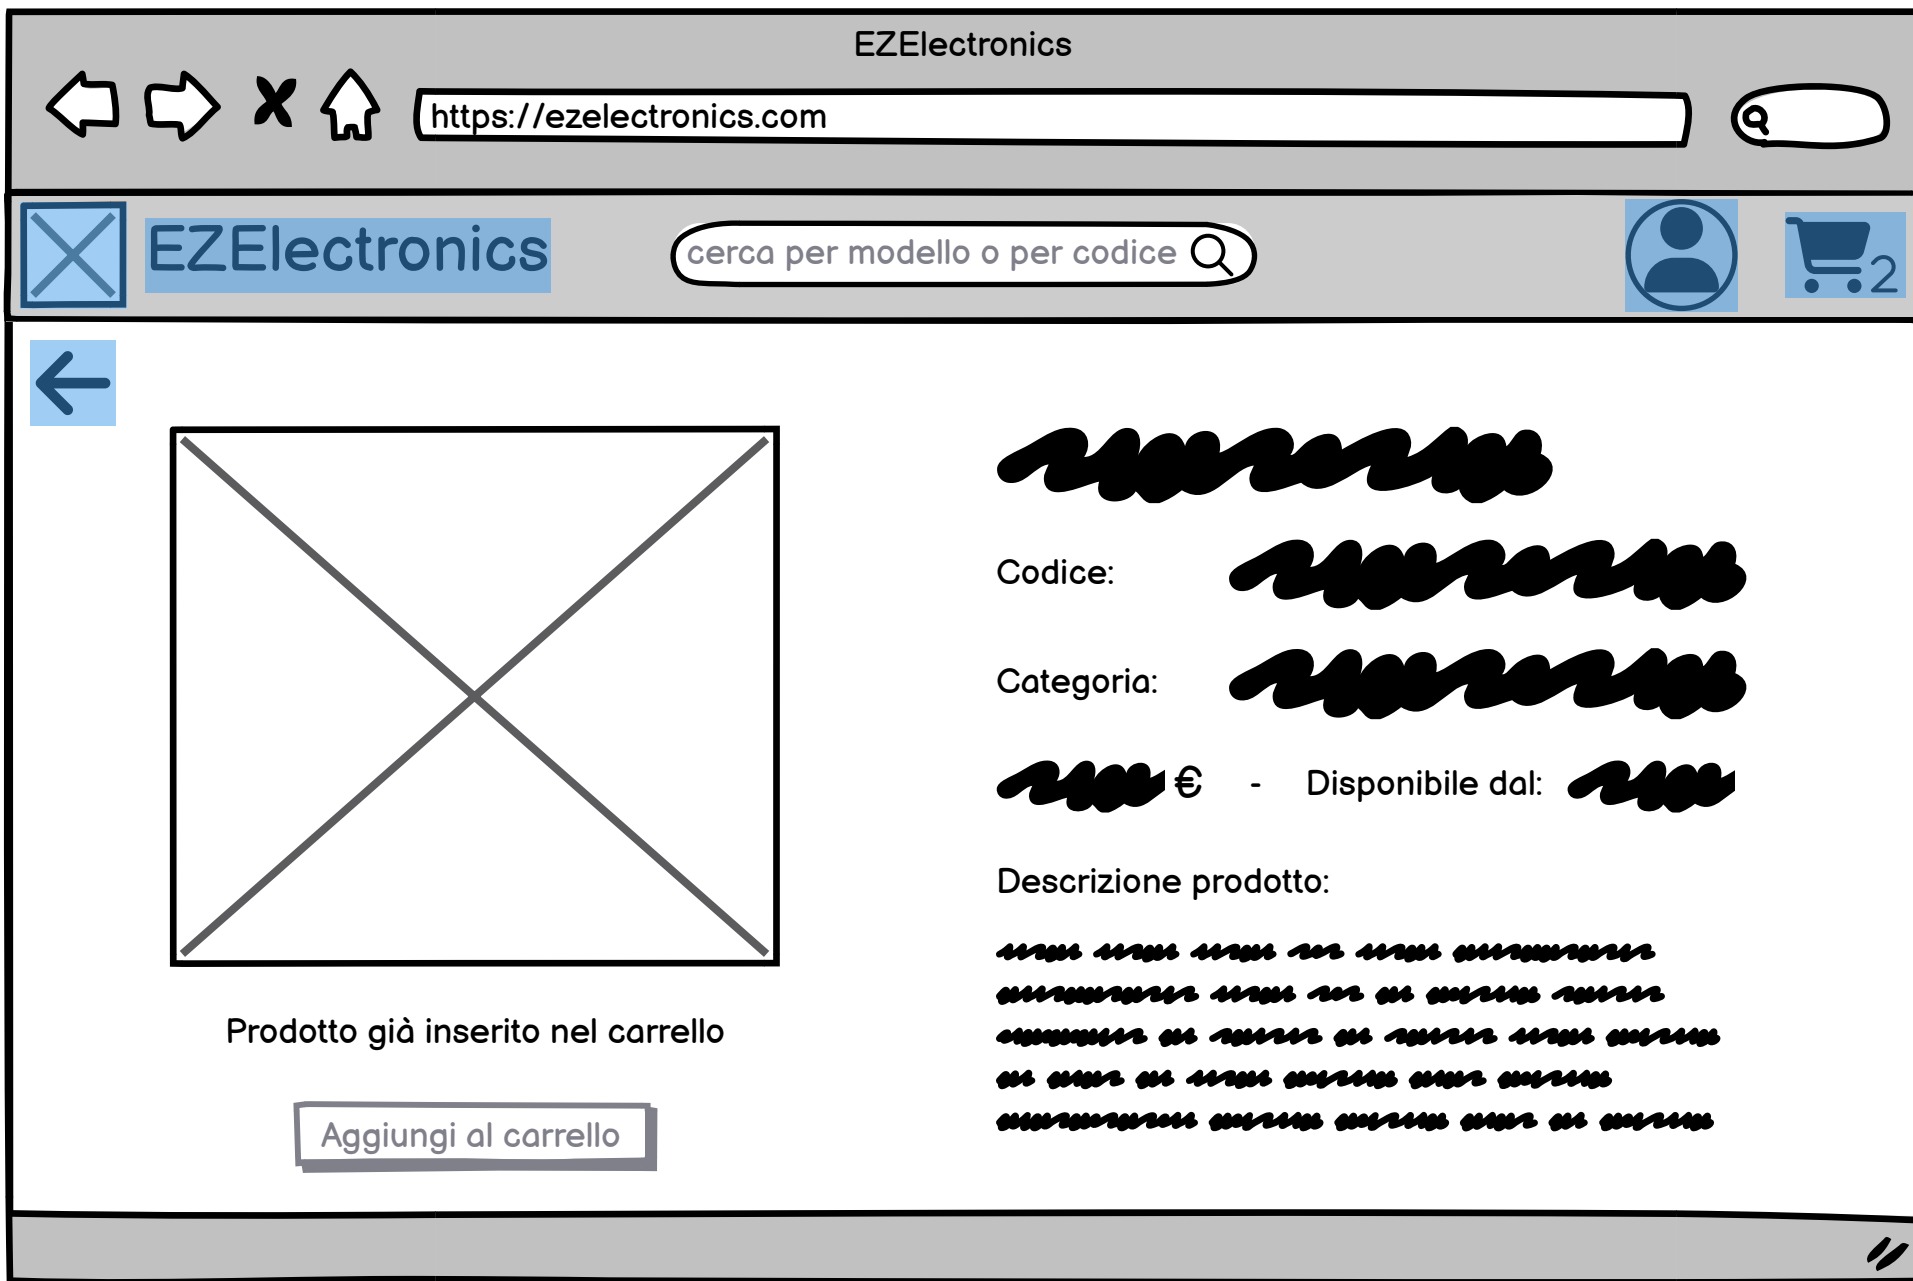 EZElectronics
https://ezelectronics.com
EZElectronics
cerca per modello o per codice
2
Codice:
Categoria:
€ - Disponibile dal:
Descrizione prodotto:
Prodotto già inserito nel carrello
Aggiungi al carrello